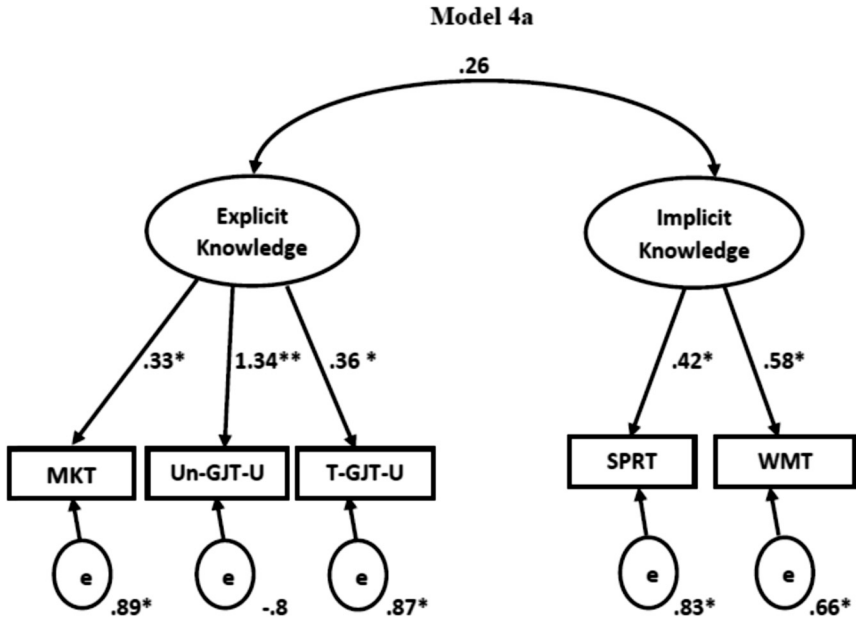 Model 4a
.26
Explicit
Knowledge
Implicit
Knowledge
.33*
1.34**
.36 *
.42*
.58*
MKT
Un-GJT-U
T-GJT-U
SPRT
WMT
e
e
e
e
e
.89*
-.8
.87*
.83*
.66*